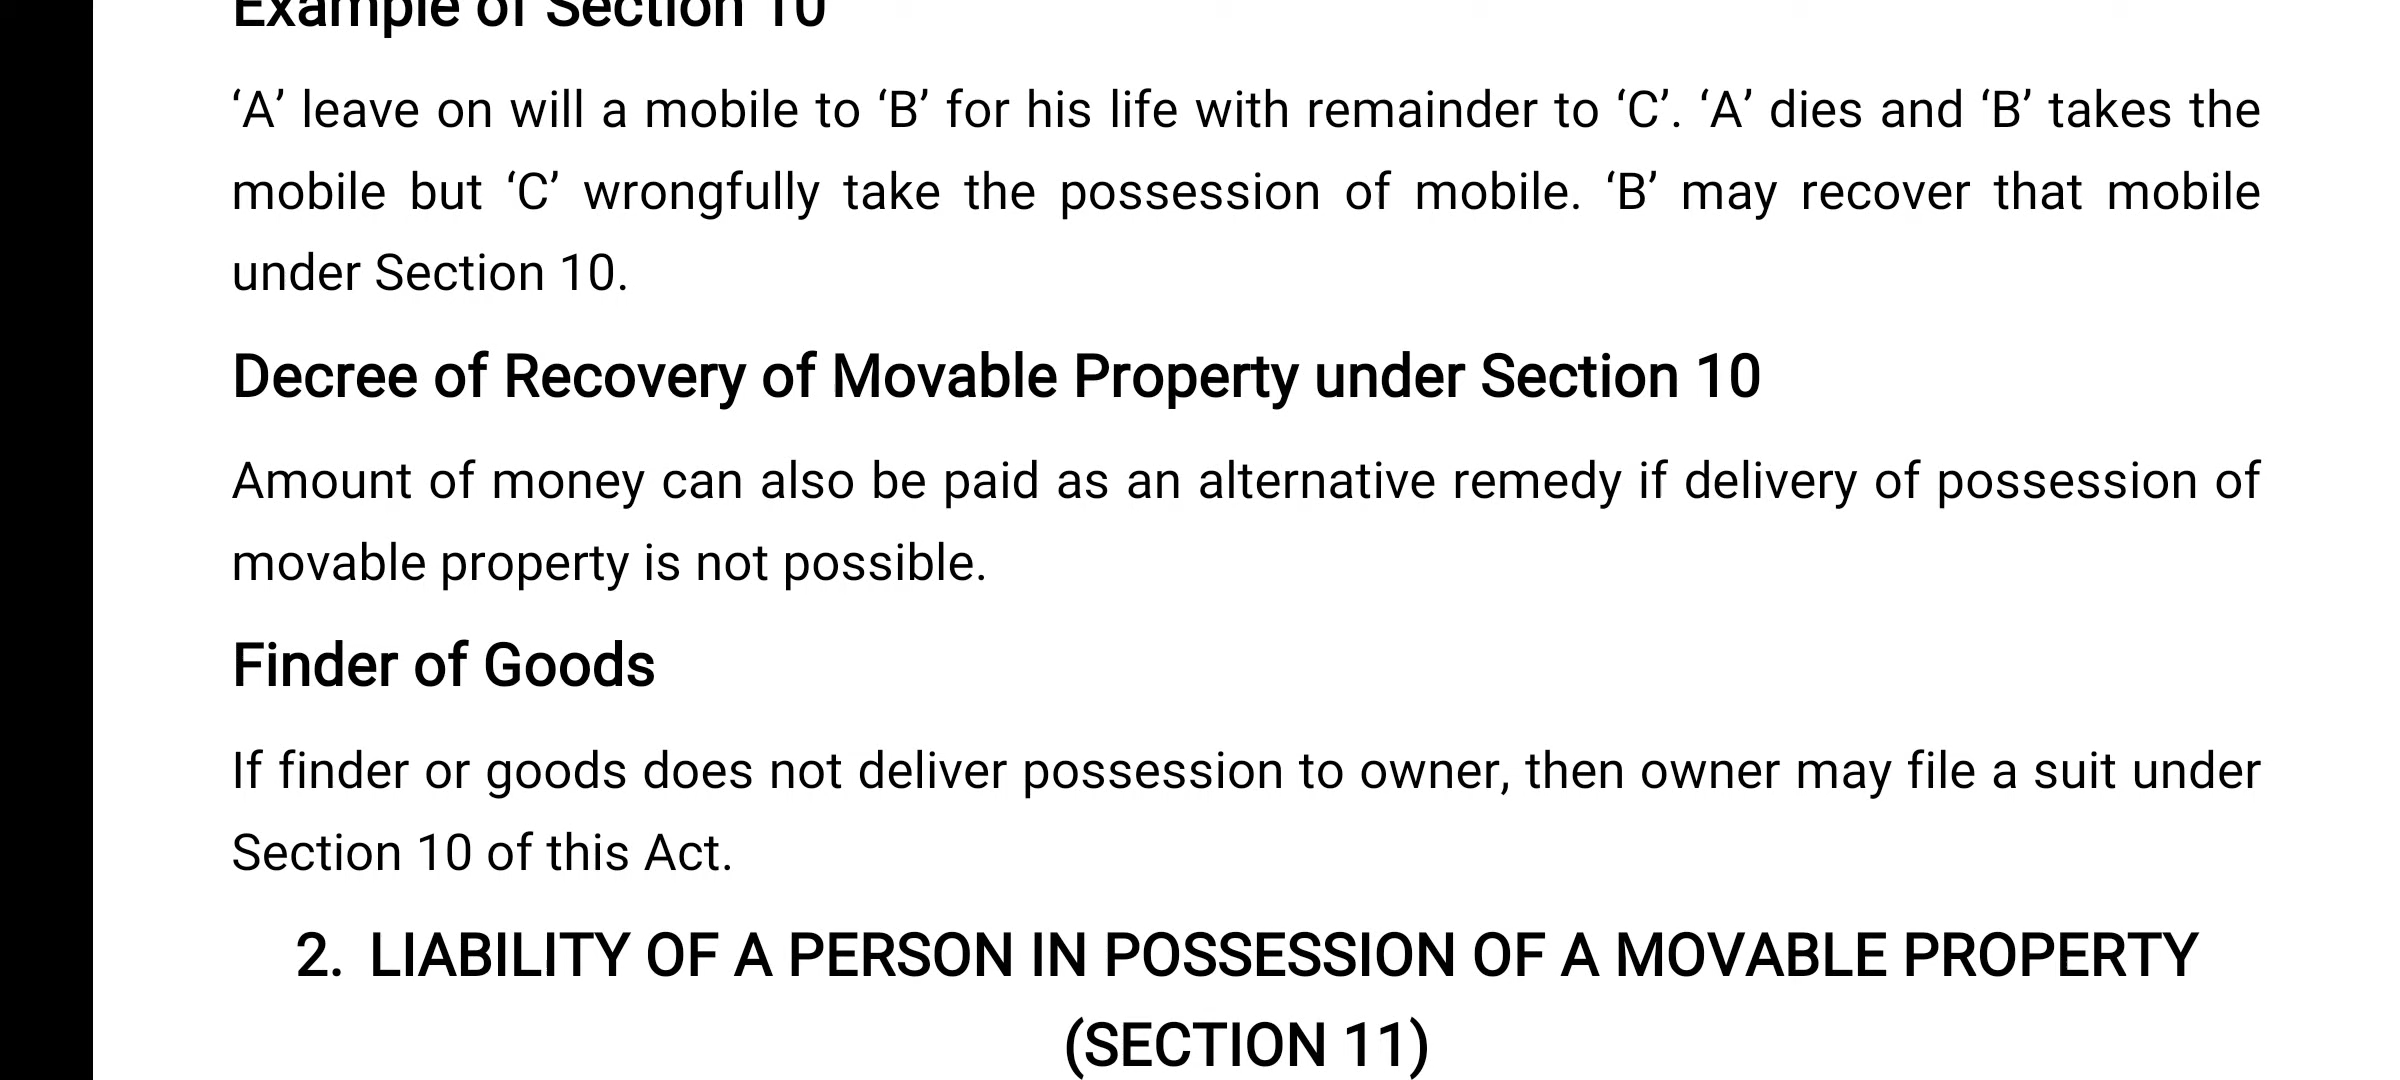 Example of Section 10
‘A’ leave on will a mobile to ‘B’ for his life with remainder to ‘C’. ‘A’ dies and ‘B’ takes the
mobile but ‘C’ wrongfully take the possession of mobile. ‘B’ may recover that mobile
under Section 10.
Decree of Recovery of Movable Property under Section 10
Amount of money can also be paid as an alternative remedy if delivery of possession of
movable property is not possible.
Finder of Goods
If finder or goods does not deliver possession to owner, then owner may file a suit under
Section 10 of this Act.
2. LIABILITY OF A PERSON IN POSSESSION OF A MOVABLE PROPERTY
(SECTION 11)